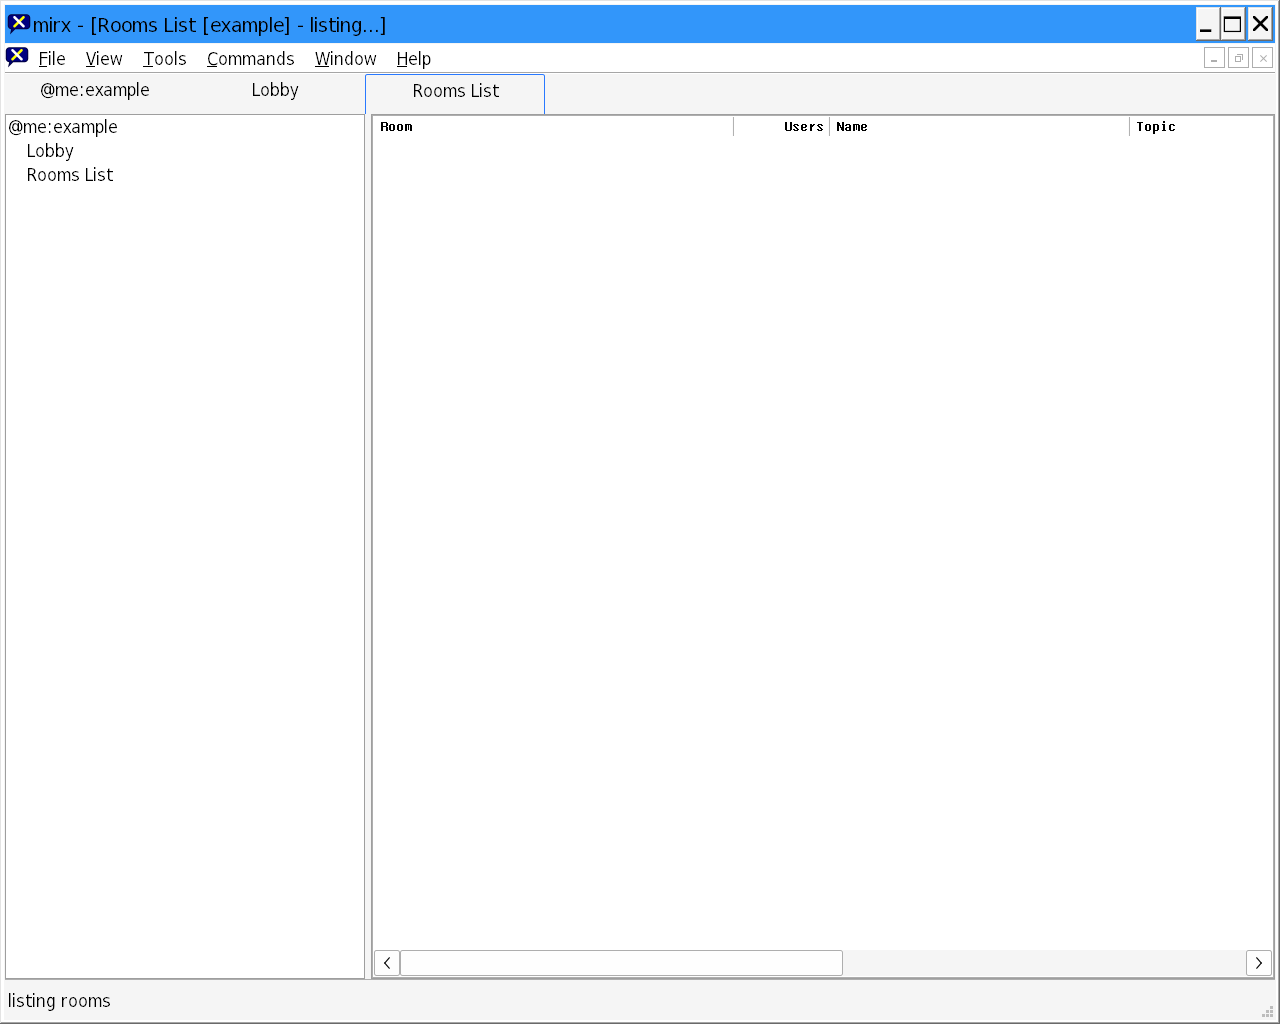 mirx - [Rooms List [example] - listing...]
File View Tools Commands Window Help
@me:example Lobby Rooms List
@me:example
Lobby
Rooms List
Room Users Name Topic
listing rooms